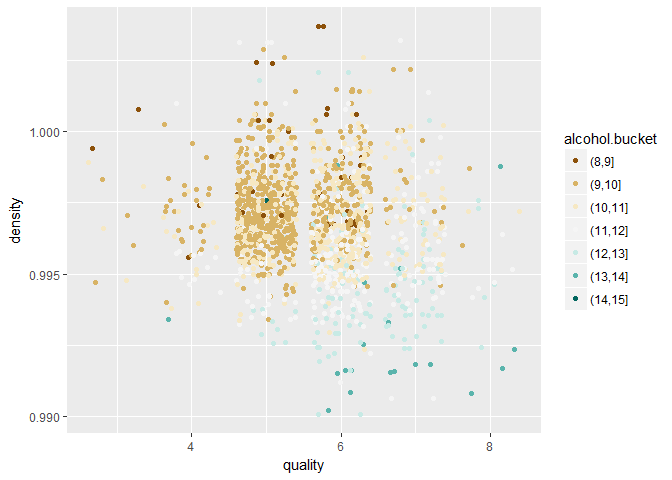 1.000
0.995
0.990
density
4 6 8
quality
alcohol.bucket
(8,9]
(9,10]
(10,11]
(11,12]
(12,13]
(13,14]
(14,15]